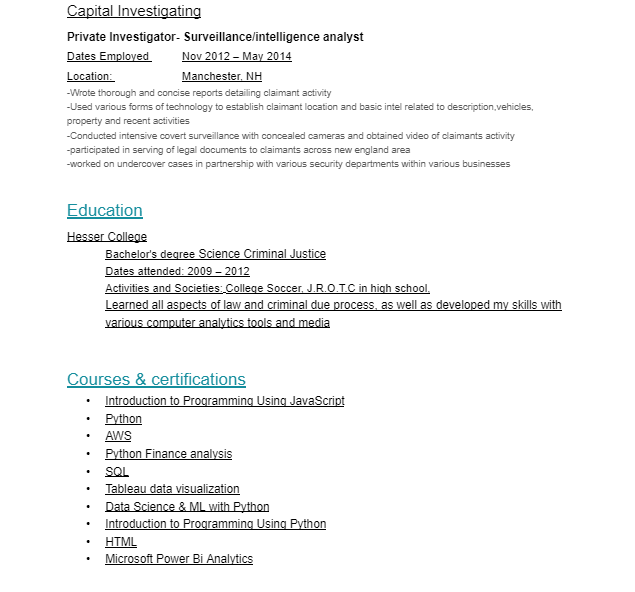 Capital Investigating
Private Investigator- Surveillance/intelligence analyst
Dates Employed Nov 2012 – May 2014
Location: Manchester, NH
-Wrote thorough and concise reports detailing claimant activity
-Used various forms of technology to establish claimant location and basic intel related to description,vehicles,
property and recent activities
-Conducted intensive covert surveillance with concealed cameras and obtained video of claimants activity
-participated in serving of legal documents to claimants across new england area
-worked on undercover cases in partnership with various security departments within various businesses
Education
Hesser College
Bachelor's degree Science Criminal Justice
Dates attended: 2009 – 2012
Activities and Societies: College Soccer, J.R.O.T.C in high school.
Learned all aspects of law and criminal due process, as well as developed my skills with
various computer analytics tools and media
Courses & certifications
• Introduction to Programming Using JavaScript
• Python
• AWS
• Python Finance analysis
• SQL
• Tableau data visualization
• Data Science & ML with Python
• Introduction to Programming Using Python
• HTML
• Microsoft Power Bi Analytics